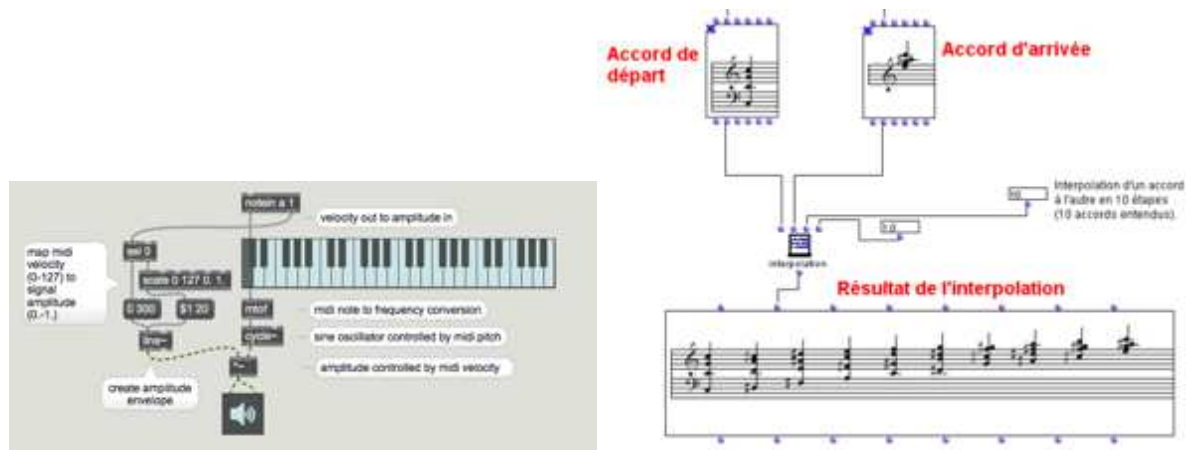 notein a 1
velocity out to amplitude in
sel 0
map midi
velocity
(0-127) to
signal
amplitude
(0.-1.)
scale 0 127 0. 1.
0 300
$1 20
mtof
midi note to frequency conversion
line~
cycle~
sine oscillator controlled by midi pitch
*~
amplitude controlled by midi velocity
create amplitude
envelope
Accord de
départ
Accord d'arrivée
Interpolation d'un accord
à l'autre en 10 étapes
(10 accords entendus).
10
1.0
interpolation
Résultat de l'interpolation